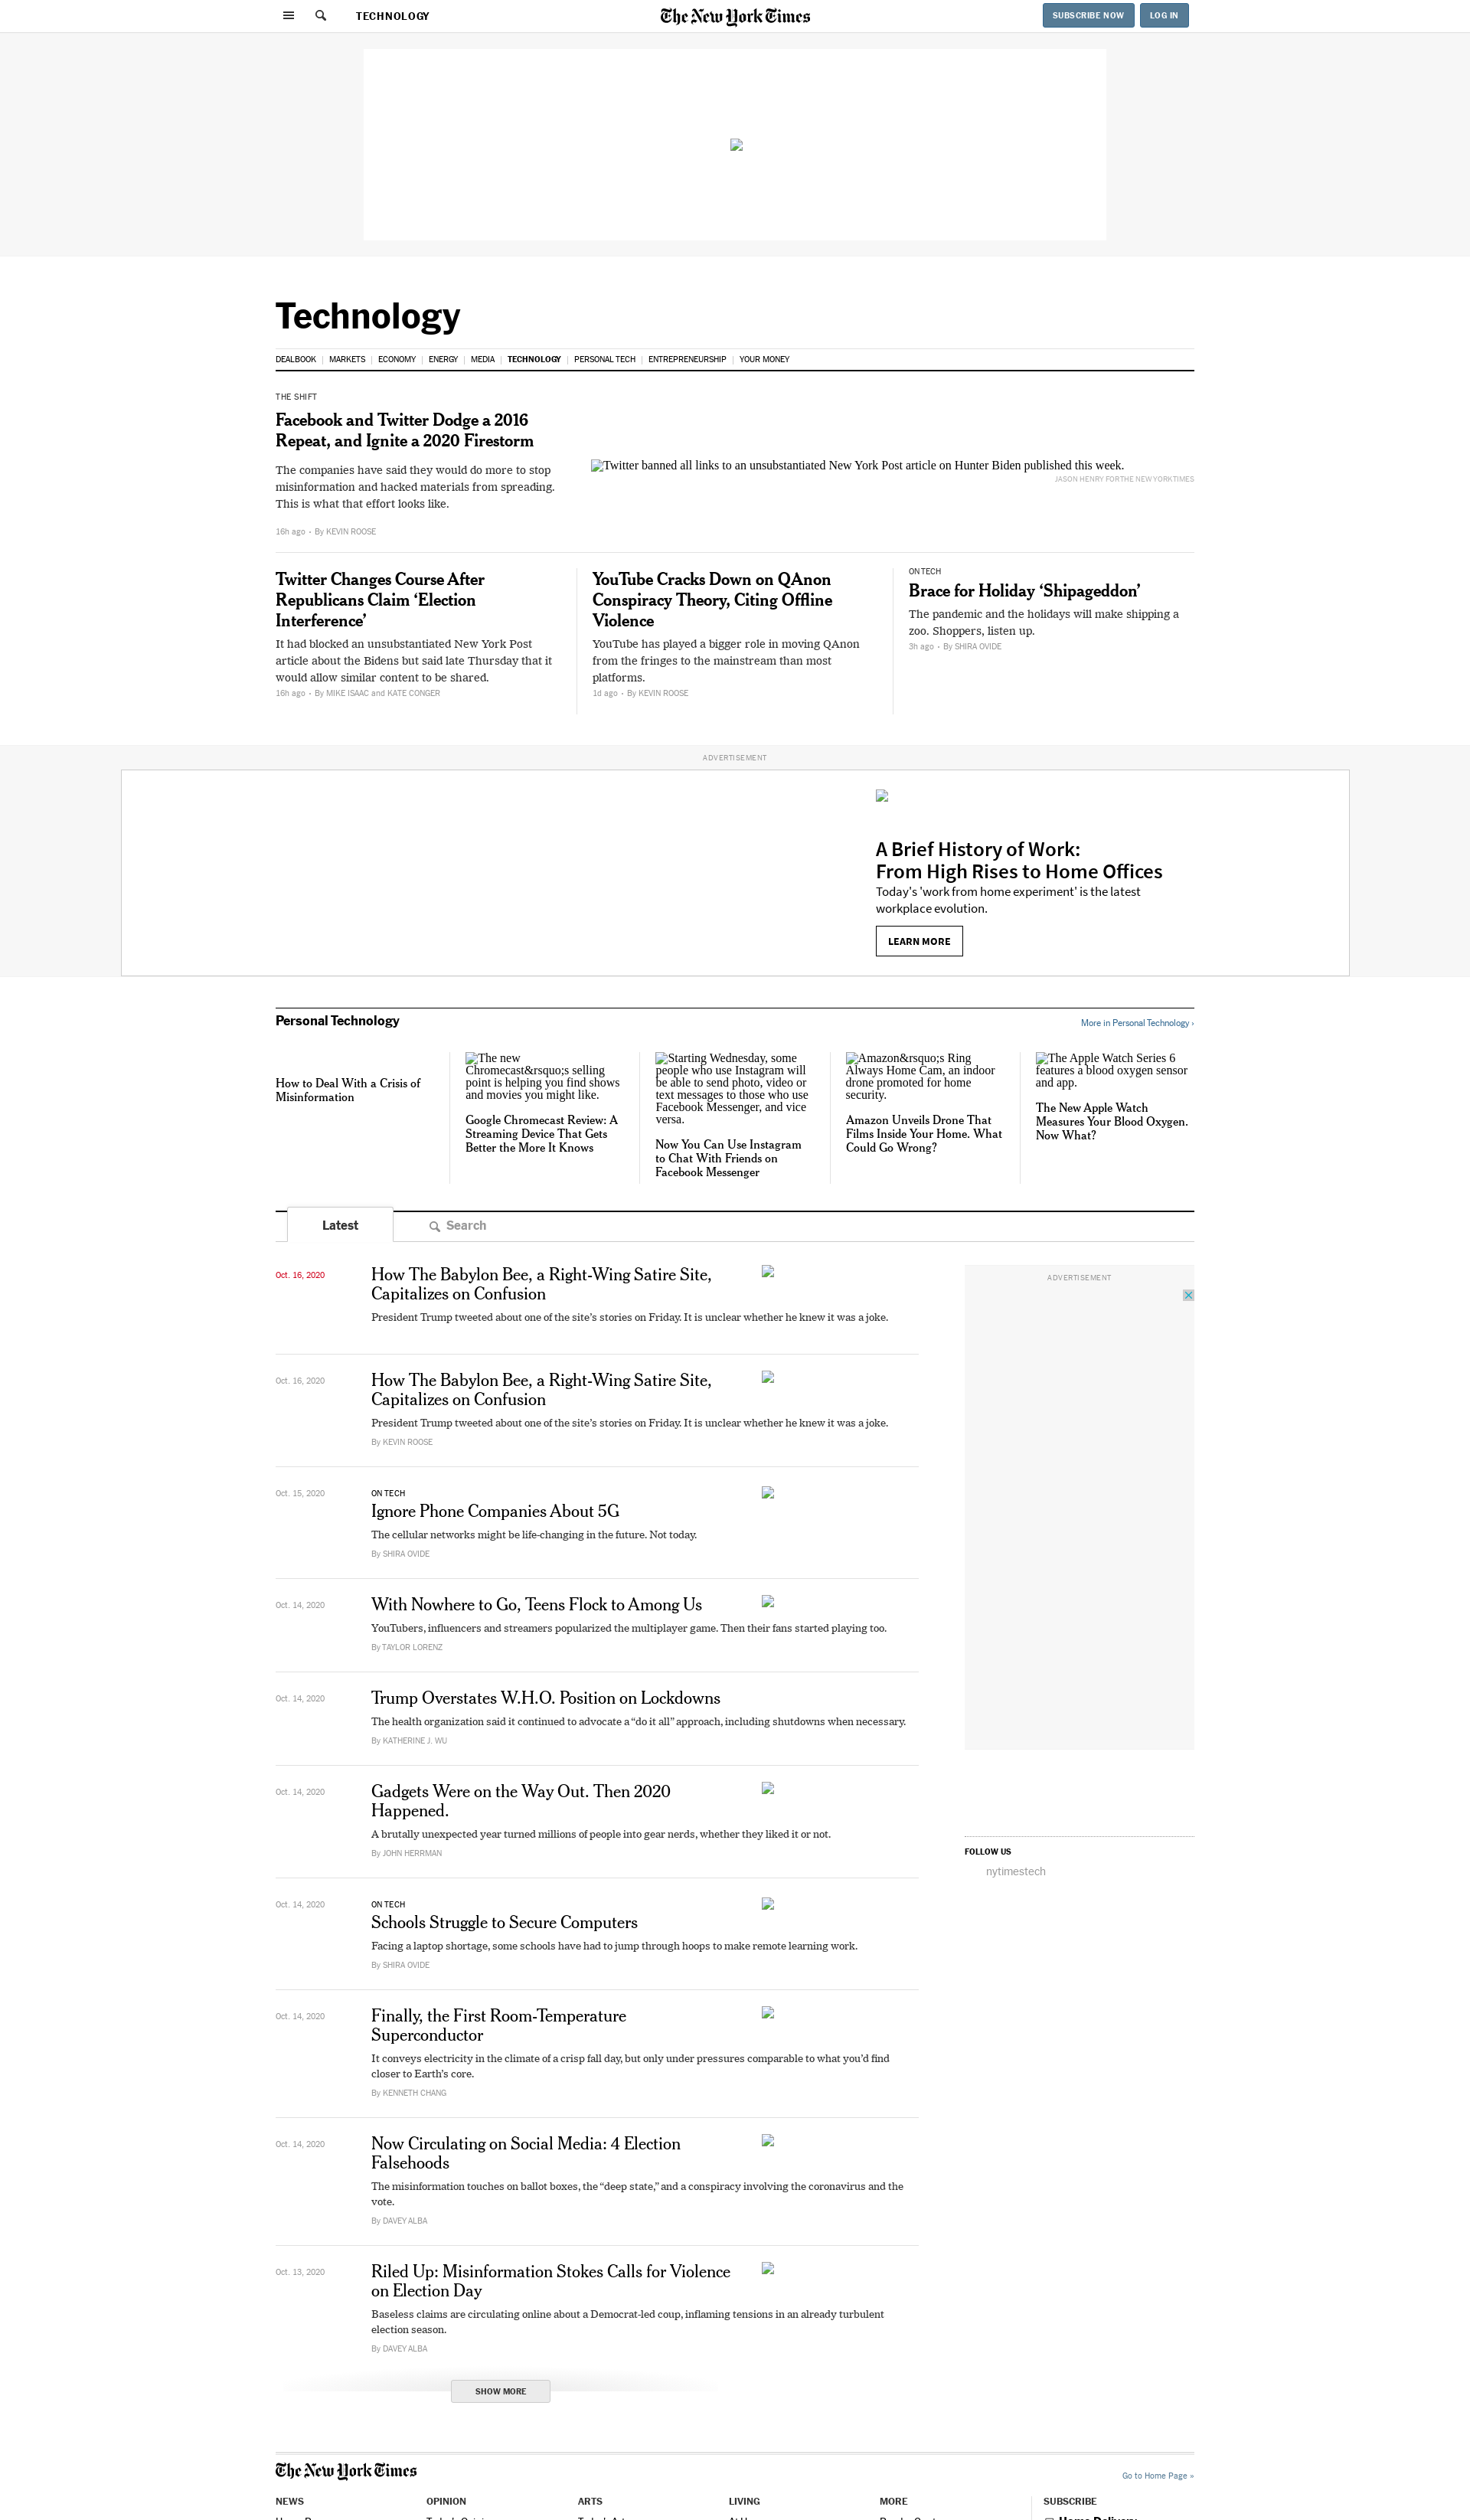 TECHNOLOGY
The New York Times
SUBSCRIBE NOW
LOG IN
Technology
DEALBOOK | MARKETS | ECONOMY | ENERGY | MEDIA | TECHNOLOGY | PERSONAL TECH | ENTREPRENEURSHIP | YOUR MONEY
THE SHIFT
Facebook and Twitter Dodge a 2016
Repeat, and Ignite a 2020 Firestorm
The companies have said they would do more to stop
misinformation and hacked materials from spreading.
This is what that effort looks like.
16h ago • By KEVIN ROOSE
Twitter banned all links to an unsubstantiated New York Post article on Hunter Biden published this week.
JASON HENRY FOR THE NEW YORK TIMES
Twitter Changes Course After
Republicans Claim ‘Election
Interference’
It had blocked an unsubstantiated New York Post
article about the Bidens but said late Thursday that it
would allow similar content to be shared.
16h ago • By MIKE ISAAC and KATE CONGER
YouTube Cracks Down on QAnon
Conspiracy Theory, Citing Offline
Violence
YouTube has played a bigger role in moving QAnon
from the fringes to the mainstream than most
platforms.
1d ago • By KEVIN ROOSE
ON TECH
Brace for Holiday ‘Shipageddon’
The pandemic and the holidays will make shipping a
zoo. Shoppers, listen up.
3h ago • By SHIRA OVIDE
ADVERTISEMENT
A Brief History of Work:
From High Rises to Home Offices
Today's 'work from home experiment' is the latest
workplace evolution.
LEARN MORE
Personal Technology
More in Personal Technology ›
How to Deal With a Crisis of
Misinformation
The new
Chromecast&rsquo;s selling
point is helping you find shows
and movies you might like.
Google Chromecast Review: A
Streaming Device That Gets
Better the More It Knows
Starting Wednesday, some
people who use Instagram will
be able to send photo, video or
text messages to those who use
Facebook Messenger, and vice
versa.
Now You Can Use Instagram
to Chat With Friends on
Facebook Messenger
Amazon&rsquo;s Ring
Always Home Cam, an indoor
drone promoted for home
security.
Amazon Unveils Drone That
Films Inside Your Home. What
Could Go Wrong?
The Apple Watch Series 6
features a blood oxygen sensor
and app.
The New Apple Watch
Measures Your Blood Oxygen.
Now What?
Latest
Search
Oct. 16, 2020
How The Babylon Bee, a Right-Wing Satire Site,
Capitalizes on Confusion
President Trump tweeted about one of the site’s stories on Friday. It is unclear whether he knew it was a joke.
ADVERTISEMENT
Oct. 16, 2020
How The Babylon Bee, a Right-Wing Satire Site,
Capitalizes on Confusion
President Trump tweeted about one of the site’s stories on Friday. It is unclear whether he knew it was a joke.
By KEVIN ROOSE
Oct. 15, 2020
ON TECH
Ignore Phone Companies About 5G
The cellular networks might be life-changing in the future. Not today.
By SHIRA OVIDE
Oct. 14, 2020
With Nowhere to Go, Teens Flock to Among Us
YouTubers, influencers and streamers popularized the multiplayer game. Then their fans started playing too.
By TAYLOR LORENZ
Oct. 14, 2020
Trump Overstates W.H.O. Position on Lockdowns
The health organization said it continued to advocate a “do it all” approach, including shutdowns when necessary.
By KATHERINE J. WU
Oct. 14, 2020
Gadgets Were on the Way Out. Then 2020
Happened.
A brutally unexpected year turned millions of people into gear nerds, whether they liked it or not.
By JOHN HERRMAN
FOLLOW US
nytimestech
Oct. 14, 2020
ON TECH
Schools Struggle to Secure Computers
Facing a laptop shortage, some schools have had to jump through hoops to make remote learning work.
By SHIRA OVIDE
Oct. 14, 2020
Finally, the First Room-Temperature
Superconductor
It conveys electricity in the climate of a crisp fall day, but only under pressures comparable to what you’d find
closer to Earth’s core.
By KENNETH CHANG
Oct. 14, 2020
Now Circulating on Social Media: 4 Election
Falsehoods
The misinformation touches on ballot boxes, the “deep state,” and a conspiracy involving the coronavirus and the
vote.
By DAVEY ALBA
Oct. 13, 2020
Riled Up: Misinformation Stokes Calls for Violence
on Election Day
Baseless claims are circulating online about a Democrat-led coup, inflaming tensions in an already turbulent
election season.
By DAVEY ALBA
SHOW MORE
The New York Times
Go to Home Page »
NEWS
OPINION
ARTS
LIVING
MORE
SUBSCRIBE